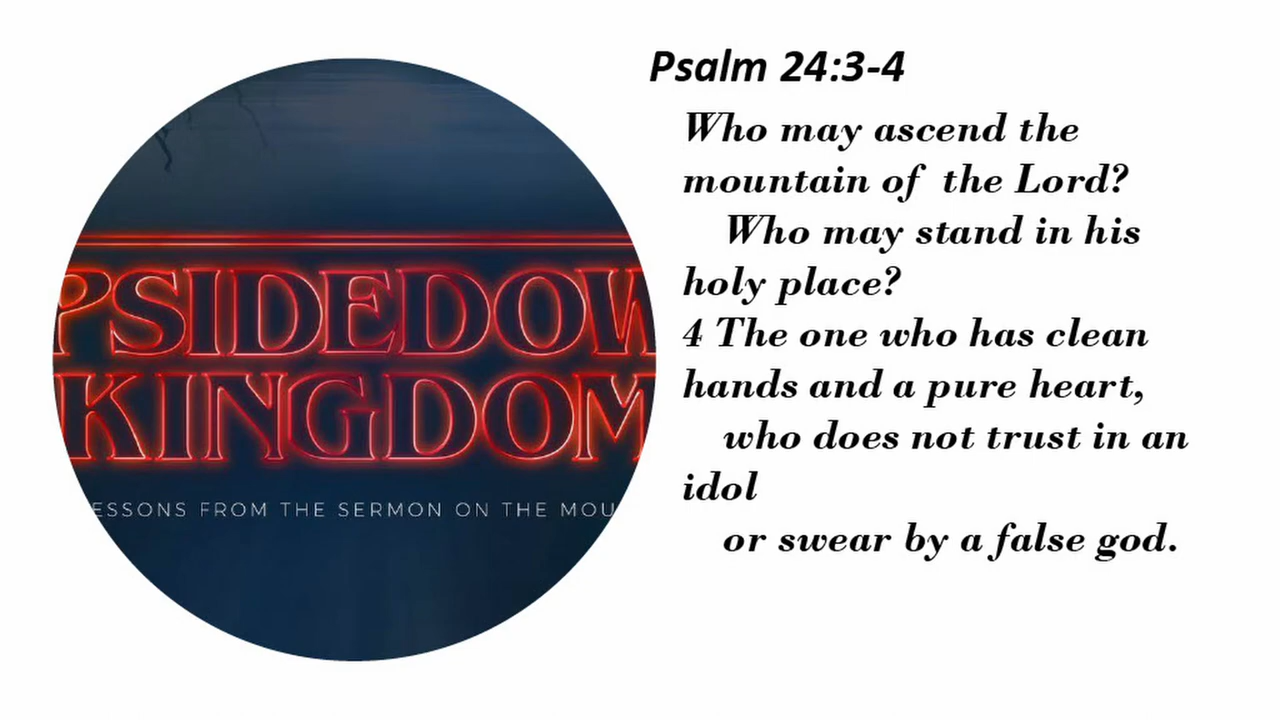 PSIDEDOW
KINGDOM
ESSONS FROM THE SERMON ON THE MOU
Psalm 24:3-4
Who may ascend the
mountain of the Lord?
Who may stand in his
holy place?
4 The one who has clean
hands and a pure heart,
who does not trust in an
idol
or swear by a false god.